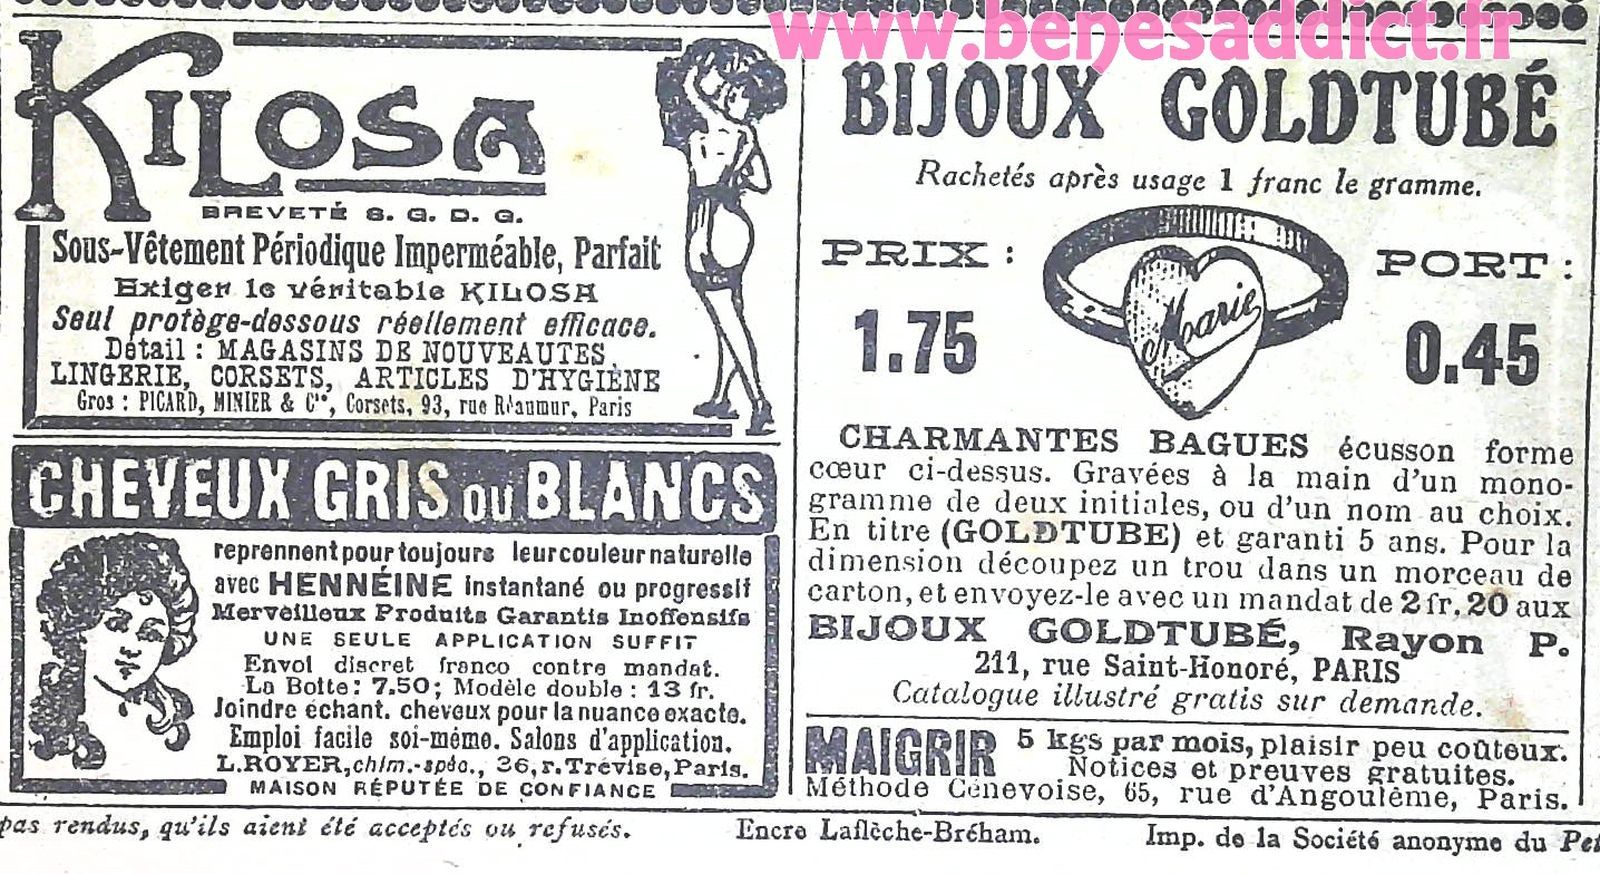 www.benesaddict.fr
KILOSA
BREVETÉ S. G. D. G.
Sous-Vêtement Périodique Imperméable, Parfait
Exiger le véritable KILOSA
Seul protège-dessous réellement efficace.
Détail : MAGASINS DE NOUVEAUTES,
LINGERIE, CORSETS, ARTICLES D'HYGIÈNE
Gros : PICARD, MINIER & Cie, Corsets, 93, rue Réaumur, Paris
CHEVEUX GRIS OU BLANCS
reprennent pour toujours leur couleur naturelle
avec HENNÉINE instantané ou progressif
Merveilleux Produits Garantis Inoffensifs
UNE SEULE APPLICATION SUFFIT
Envoi discret franco contre mandat.
La Boîte : 7.50; Modèle double : 13 fr.
Joindre échant. cheveux pour la nuance exacte.
Emploi facile soi-même. Salons d'application.
L. ROYER, chim.-spéc., 36, r. Trévise, Paris.
MAISON RÉPUTÉE DE CONFIANCE
BIJOUX GOLDTUBÉ
Rachetés après usage 1 franc le gramme.
PRIX :
1.75
Marie
PORT :
0.45
CHARMANTES BAGUES écusson forme
cœur ci-dessus. Gravées à la main d'un mono-
gramme de deux initiales, ou d'un nom au choix.
En titre (GOLDTUBE) et garanti 5 ans. Pour la
dimension découpez un trou dans un morceau de
carton, et envoyez-le avec un mandat de 2 fr. 20 aux
BIJOUX GOLDTUBÉ, Rayon P.
211, rue Saint-Honoré, PARIS
Catalogue illustré gratis sur demande.
MAIGRIR 5 kgs par mois, plaisir peu coûteux.
Notices et preuves gratuites.
Méthode Cénevoise, 65, rue d'Angoulême, Paris.
pas rendus, qu'ils aient été acceptés ou refusés.
Encre Laflèche-Bréham.
Imp. de la Société anonyme du Pet